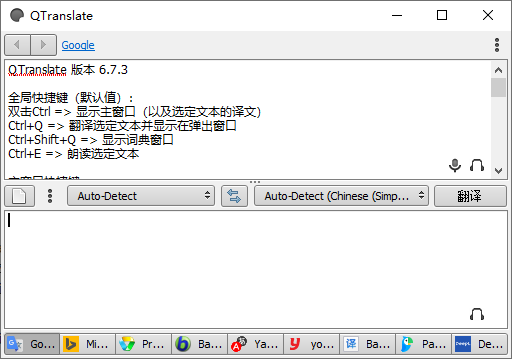 QTranslate
Google
QTranslate 版本 6.7.3
全局快捷键（默认值）:
双击Ctrl => 显示主窗口（以及选定文本的译文）
Ctrl+Q => 翻译选定文本并显示在弹出窗口
Ctrl+Shift+Q => 显示词典窗口
Ctrl+E => 朗读选定文本
Auto-Detect
Auto-Detect (Chinese (Simp...
翻译
Go...
Mi...
Pr...
Ba...
Ya...
yo...
译 Ba...
Pa...
DeepL De...